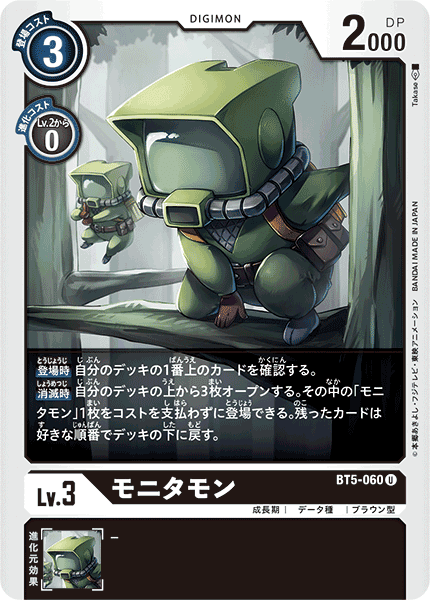 登場コスト
3
DIGIMON
2000
DP
進化コスト
Lv.2から
0
Takase
©本郷あきよし・フジテレビ・東映アニメーション BANDAI MADE IN JAPAN
登場時 自分のデッキの1番上のカードを確認する。
消滅時 自分のデッキの上から3枚オープンする。その中の「モニ
タモン」1枚をコストを支払わずに登場できる。残ったカードは
好きな順番でデッキの下に戻す。
BT5-060 U
Lv.3
モニタモン
成長期 | データ種 | ブラウン型
進化元効果
–